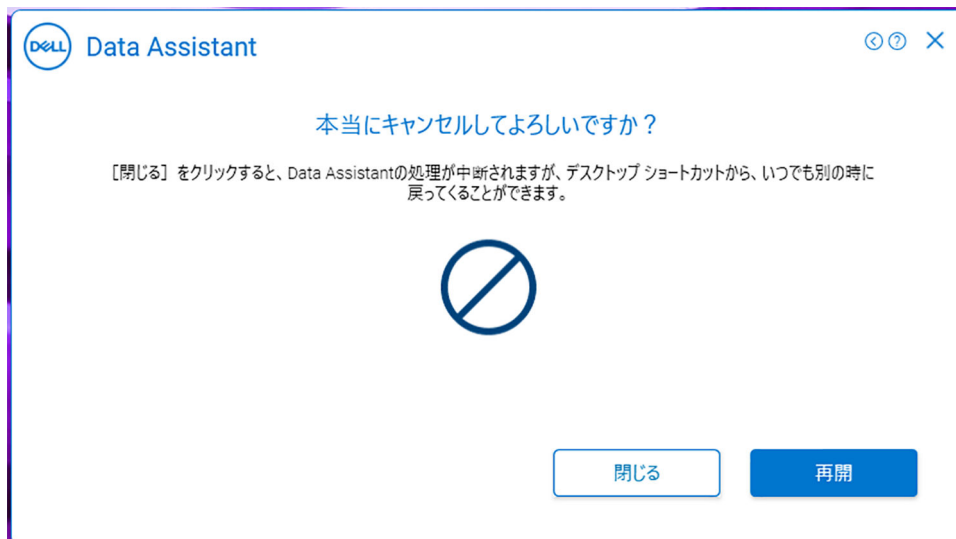 DELL
Data Assistant
本当にキャンセルしてよろしいですか？
［閉じる］をクリックすると、Data Assistantの処理が中断されますが、デスクトップ ショートカットから、いつでも別の時に
戻ってくることができます。
閉じる
再開